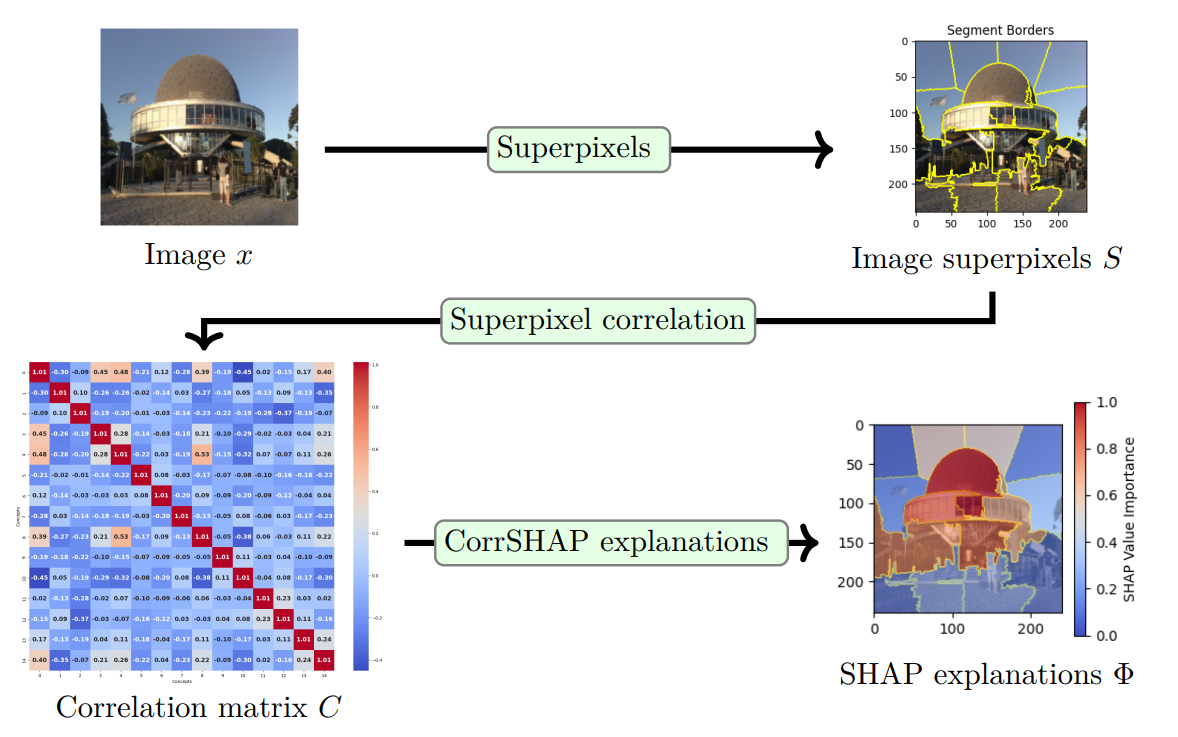 Segment Borders
0
50
100
150
200
0 50 100 150 200
Superpixels
Image x
Image superpixels S
Superpixel correlation
0 1.01 -0.30 -0.09 0.45 0.48 -0.21 0.12 -0.28 0.39 -0.19 -0.45 0.02 -0.15 0.17 0.40
1 -0.30 1.01 0.10 -0.26 -0.26 -0.02 -0.14 0.03 -0.27 -0.18 0.05 -0.13 0.09 -0.13 -0.35
2 -0.09 0.10 1.01 -0.19 -0.20 -0.01 -0.03 -0.14 -0.23 -0.22 -0.19 -0.28 -0.37 -0.19 -0.07
3 0.45 -0.26 -0.19 1.01 0.28 -0.14 -0.03 -0.18 0.21 -0.10 -0.29 -0.02 -0.03 0.04 0.21
4 0.48 -0.26 -0.20 0.28 1.01 -0.22 0.03 -0.19 0.53 -0.15 -0.32 0.07 -0.07 0.11 0.26
5 -0.21 -0.02 -0.01 -0.14 -0.22 1.01 0.08 -0.03 -0.17 -0.07 -0.08 -0.10 -0.16 -0.18 -0.22
6 0.12 -0.14 -0.03 -0.03 0.03 0.08 1.01 -0.20 0.09 -0.09 -0.20 -0.09 -0.12 -0.04 0.04
7 -0.28 0.03 -0.14 -0.18 -0.19 -0.03 -0.20 1.01 -0.13 -0.05 0.08 -0.06 0.03 -0.17 -0.23
8 0.39 -0.27 -0.23 0.21 0.53 -0.17 0.09 -0.13 1.01 -0.05 -0.38 0.06 -0.03 0.11 0.22
9 -0.19 -0.18 -0.22 -0.10 -0.15 -0.07 -0.09 -0.05 -0.05 1.01 0.11 -0.03 0.04 -0.10 -0.09
10 -0.45 0.05 -0.19 -0.29 -0.32 -0.08 -0.20 0.08 -0.38 0.11 1.01 -0.04 0.08 -0.17 -0.30
11 0.02 -0.13 -0.28 -0.02 0.07 -0.10 -0.09 -0.06 0.06 -0.03 -0.04 1.01 0.23 0.03 0.02
12 -0.15 0.09 -0.37 -0.03 -0.07 -0.16 -0.12 0.03 -0.03 0.04 0.08 0.23 1.01 0.11 -0.16
13 0.17 -0.13 -0.19 0.04 0.11 -0.18 -0.04 -0.17 0.11 -0.10 -0.17 0.03 0.11 1.01 0.24
14 0.40 -0.35 -0.07 0.21 0.26 -0.22 0.04 -0.23 0.22 -0.09 -0.30 0.02 -0.16 0.24 1.01
0 1 2 3 4 5 6 7 8 9 10 11 12 13 14
Concepts
Concepts
1.0
0.8
0.6
0.4
0.2
0.0
-0.2
-0.4
Correlation matrix C
CorrSHAP explanations
0
50
100
150
200
0 100 200
1.0
0.8
0.6
0.4
0.2
0.0
SHAP Value Importance
SHAP explanations Φ